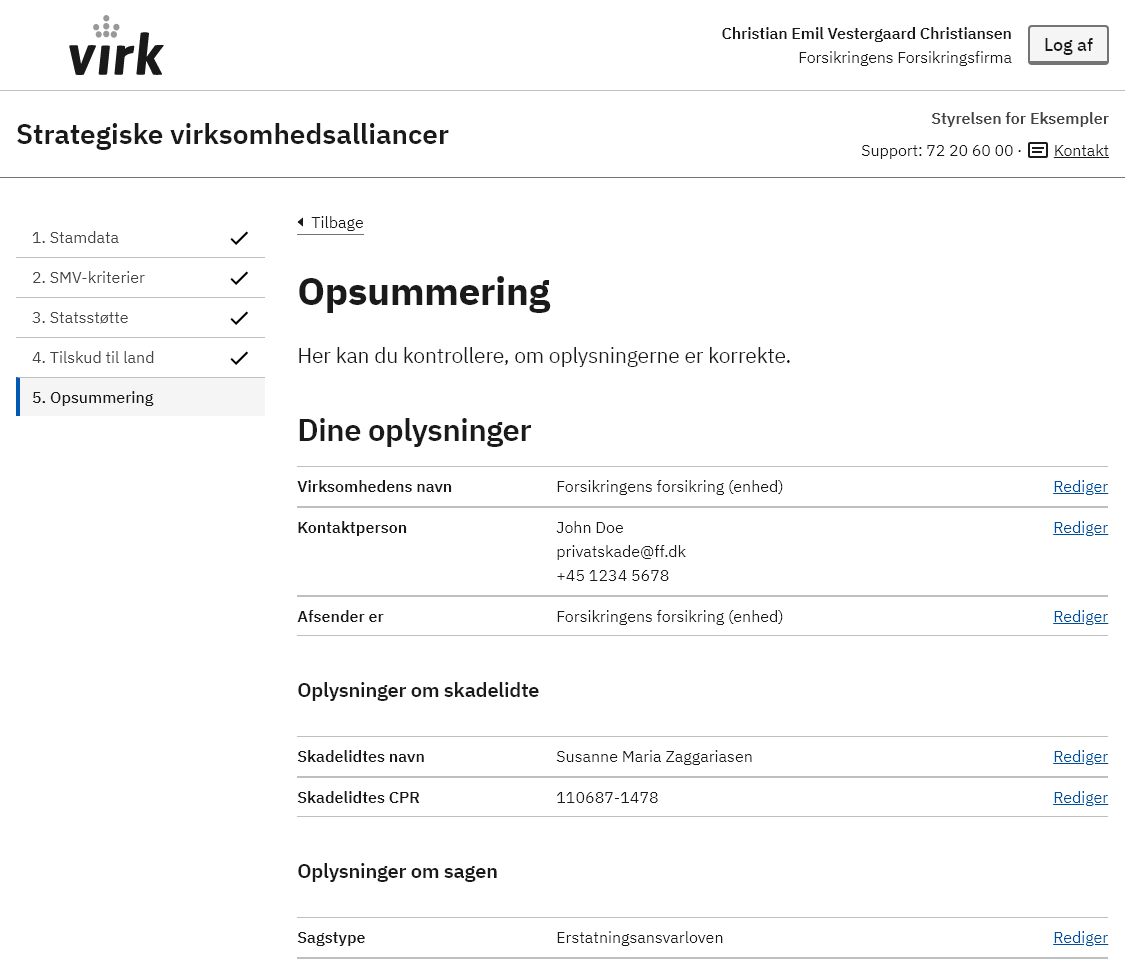 virk
Christian Emil Vestergaard Christiansen
Forsikringens Forsikringsfirma
Log af
Strategiske virksomhedsalliancer
Styrelsen for Eksempler
Support: 72 20 60 00 · Kontakt
1. Stamdata
2. SMV-kriterier
3. Statsstøtte
4. Tilskud til land
5. Opsummering
Tilbage
Opsummering
Her kan du kontrollere, om oplysningerne er korrekte.
Dine oplysninger
Virksomhedens navn Forsikringens forsikring (enhed) Rediger
Kontaktperson John Doe Rediger
privatskade@ff.dk
+45 1234 5678
Afsender er Forsikringens forsikring (enhed) Rediger
Oplysninger om skadelidte
Skadelidtes navn Susanne Maria Zaggariasen Rediger
Skadelidtes CPR 110687-1478 Rediger
Oplysninger om sagen
Sagstype Erstatningsansvarloven Rediger